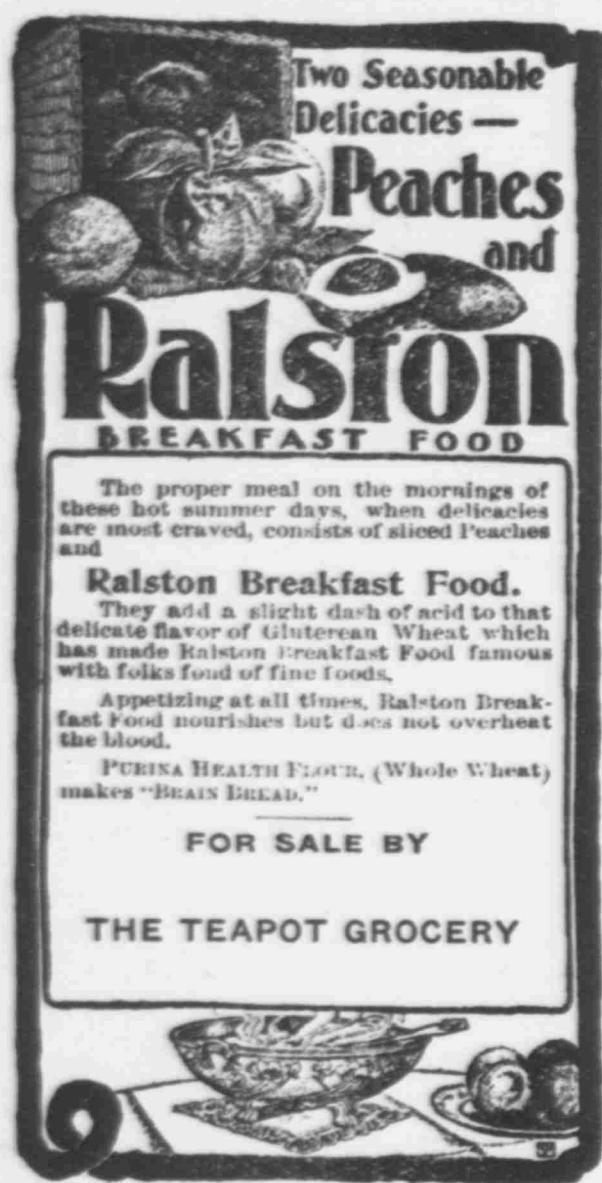 Two Seasonable
Delicacies —
Peaches
and
Ralston
BREAKFAST FOOD
The proper meal on the mornings of
these hot summer days, when delicacies
are most craved, consists of sliced Peaches
and
Ralston Breakfast Food.
They add a slight dash of acid to that
delicate flavor of Gluterean Wheat which
has made Ralston Breakfast Food famous
with folks fond of fine foods.
Appetizing at all times, Ralston Break-
fast Food nourishes but does not overheat
the blood.
PURINA HEALTH FLOUR, (Whole Wheat)
makes "BRAIN BREAD."
FOR SALE BY
THE TEAPOT GROCERY